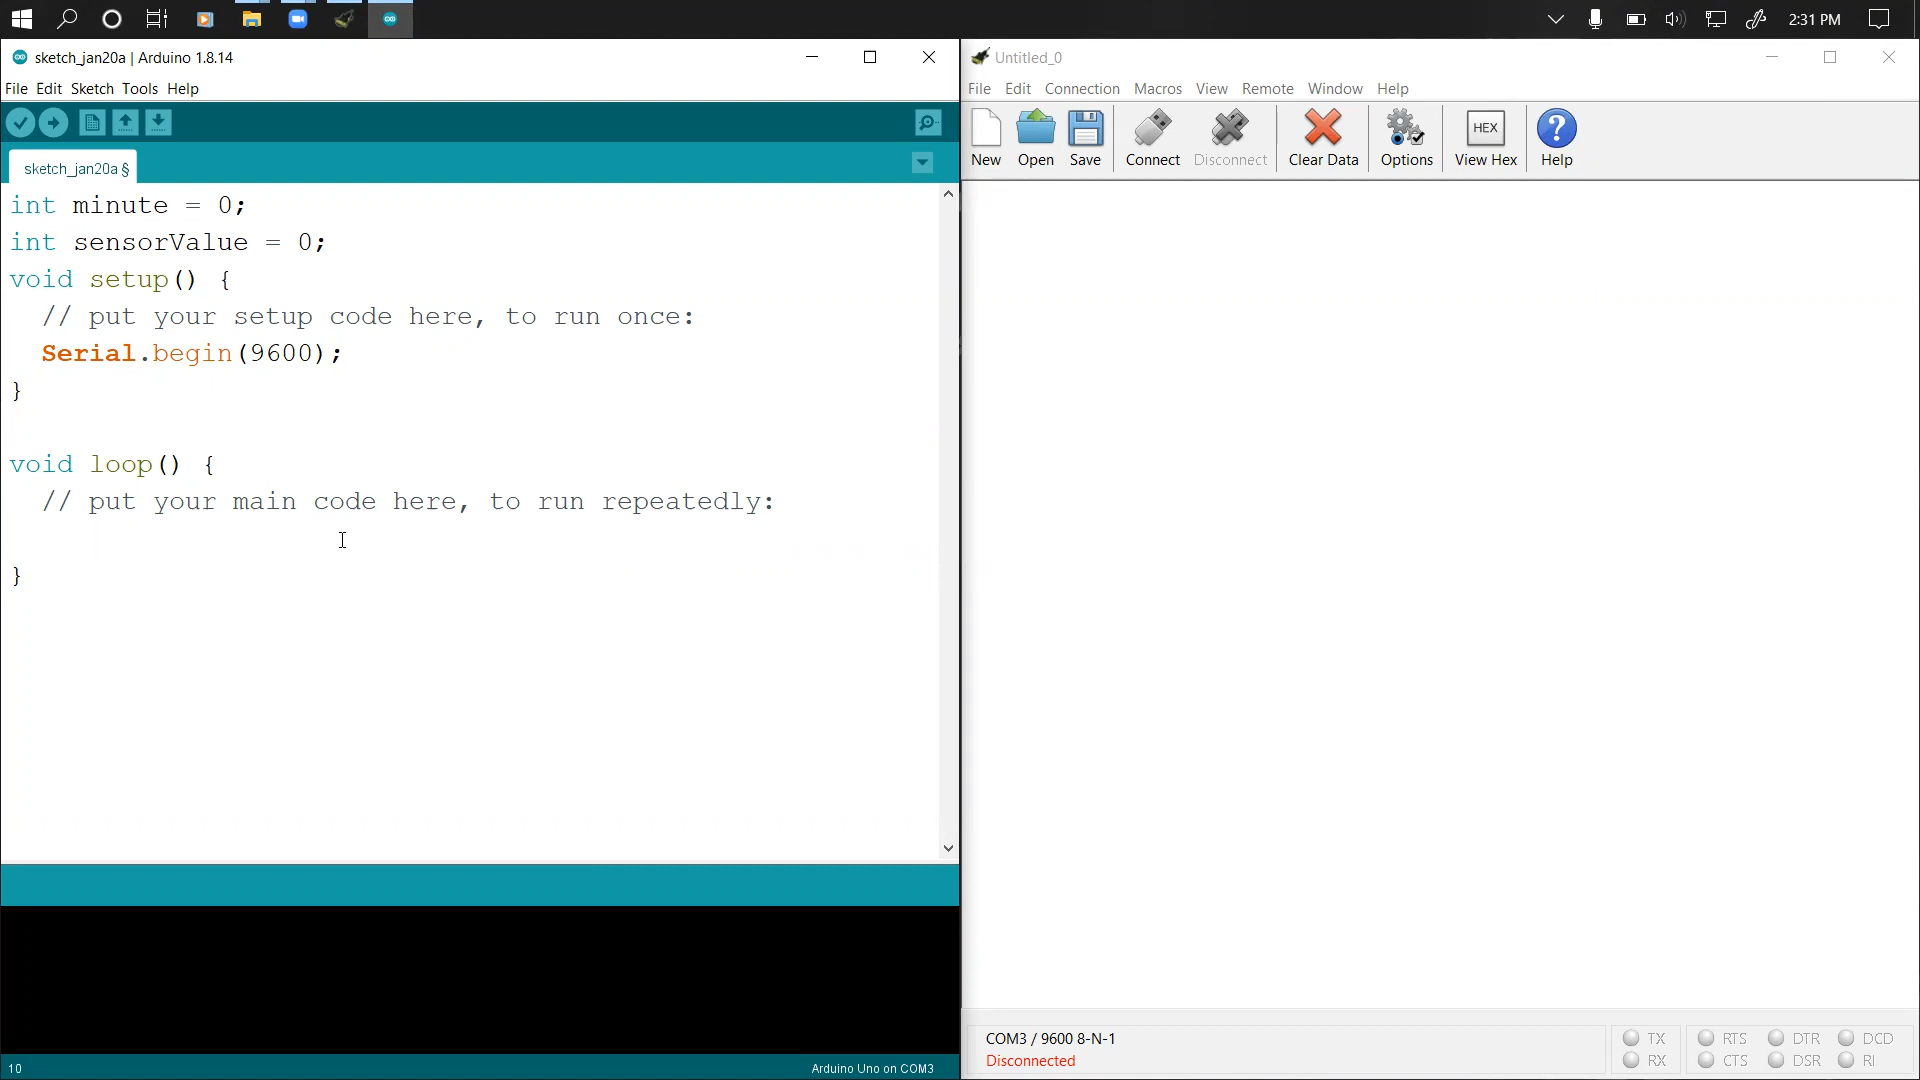 2:31 PM
sketch_jan20a | Arduino 1.8.14
File Edit Sketch Tools Help
sketch_jan20a §
int minute = 0;
int sensorValue = 0;
void setup() {
// put your setup code here, to run once:
Serial.begin(9600);
}
void loop() {
// put your main code here, to run repeatedly:
}
10
Arduino Uno on COM3
Untitled_0
File Edit Connection Macros View Remote Window Help
HEX
New Open Save Connect Disconnect Clear Data Options View Hex Help
COM3 / 9600 8-N-1
Disconnected
TX RTS DTR DCD
RX CTS DSR RI